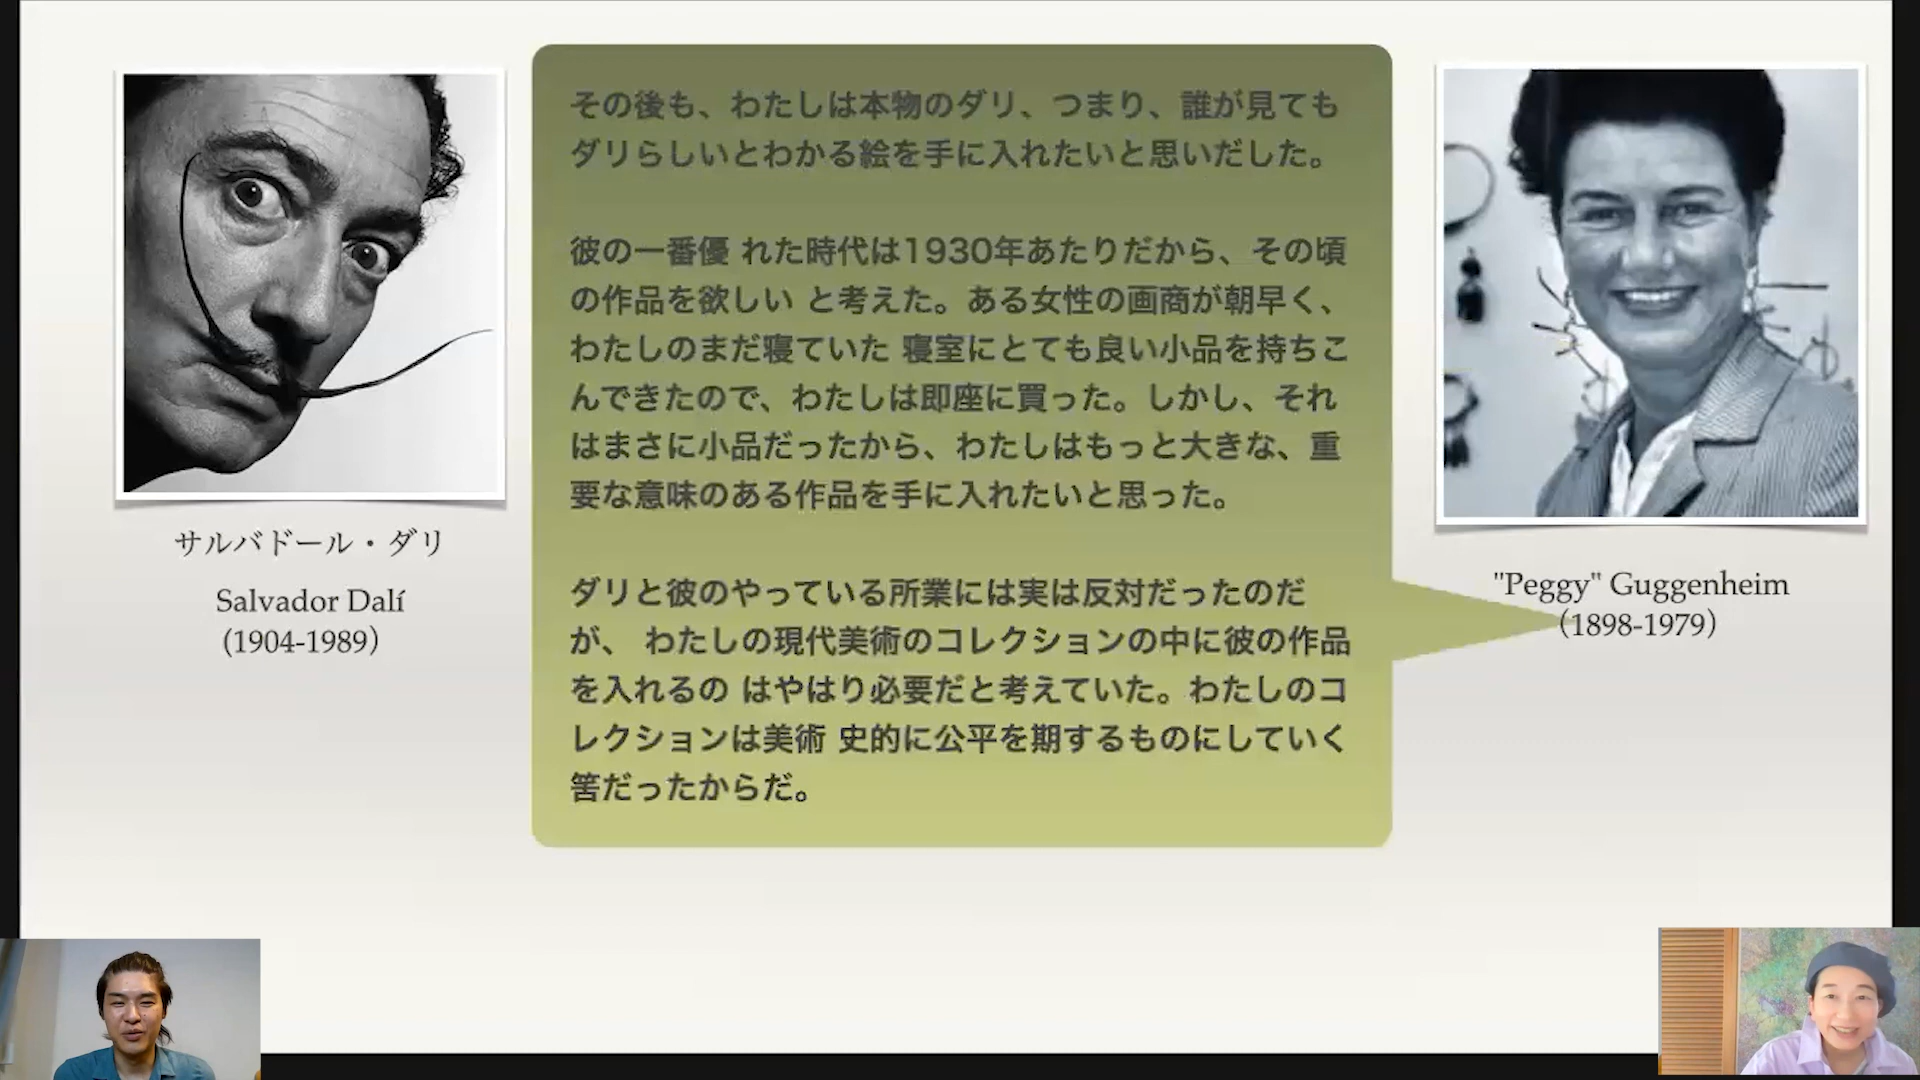 その後も、わたしは本物のダリ、つまり、誰が見ても
ダリらしいとわかる絵を手に入れたいと思いだした。
彼の一番優 れた時代は1930年あたりだから、その頃
の作品を欲しい と考えた。ある女性の画商が朝早く、
わたしのまだ寝ていた 寝室にとても良い小品を持ちこ
んできたので、わたしは即座に買った。しかし、それ
はまさに小品だったから、わたしはもっと大きな、重
要な意味のある作品を手に入れたいと思った。
ダリと彼のやっている所業には実は反対だったのだ
が、 わたしの現代美術のコレクションの中に彼の作品
を入れるの はやはり必要だと考えていた。わたしのコ
レクションは美術 史的に公平を期するものにしていく
筈だったからだ。
サルバドール・ダリ
Salvador Dalí
(1904-1989）
"Peggy" Guggenheim
（1898-1979）